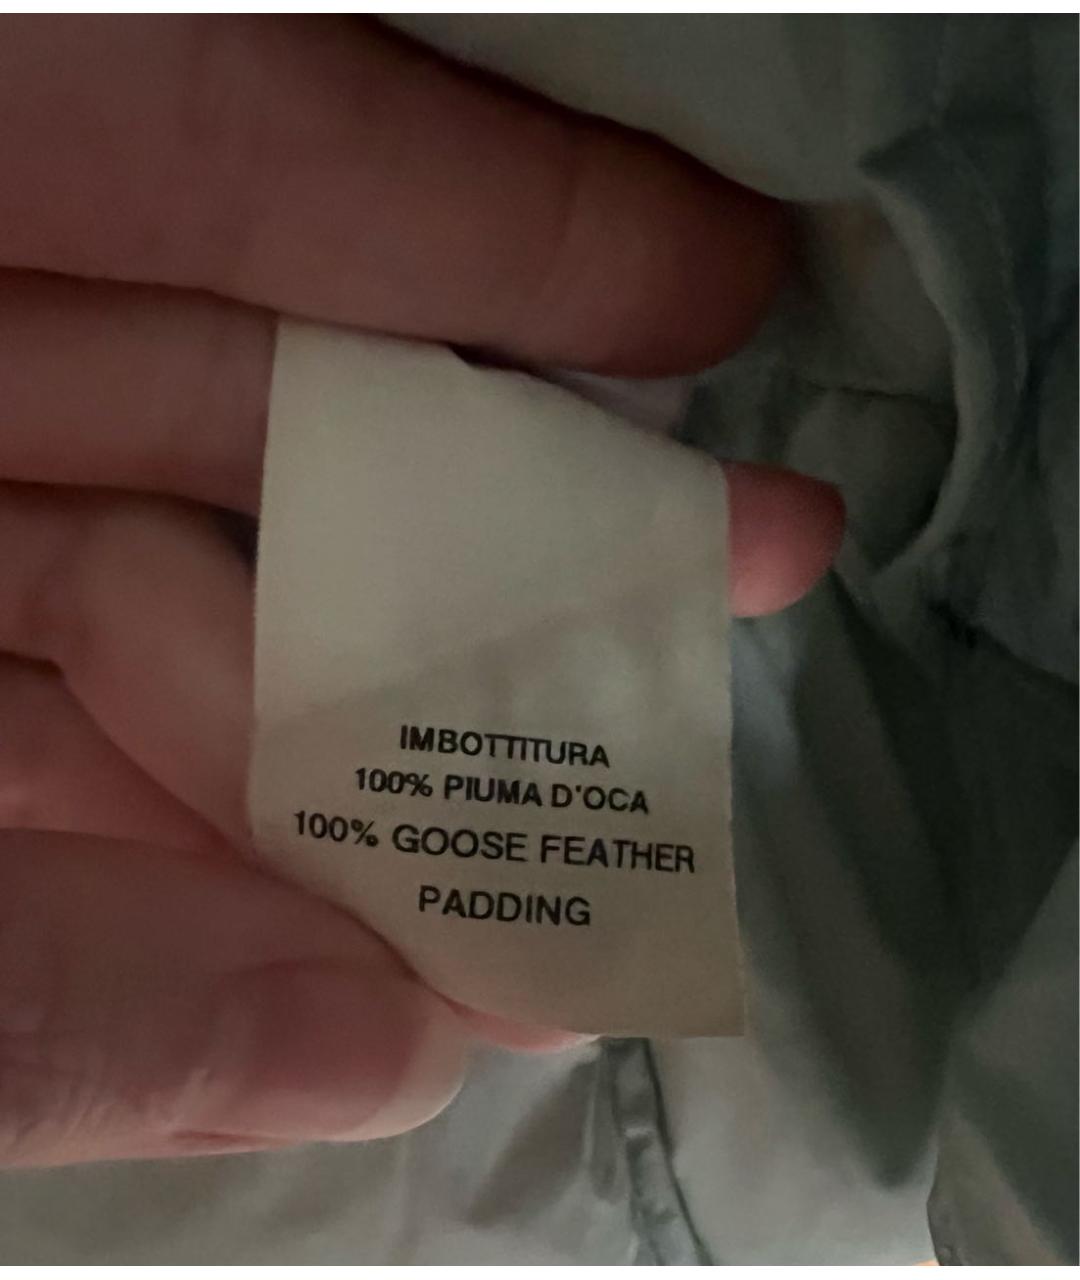 IMBOTTITURA
100% PIUMA D'OCA
100% GOOSE FEATHER
PADDING